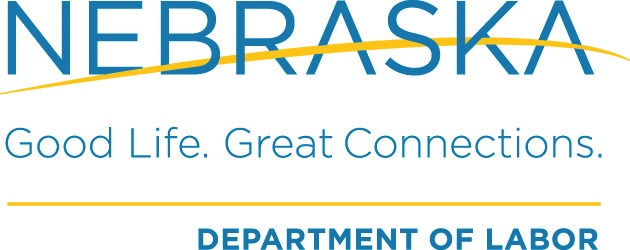 NEBRASKA
Good Life. Great Connections.
DEPARTMENT OF LABOR